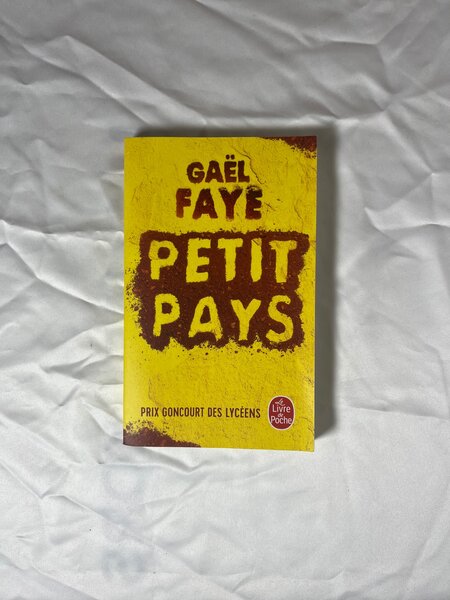 GAËL
FAYE
PETIT
PAYS
PRIX GONCOURT DES LYCÉENS
Le
Livre
de
Poche